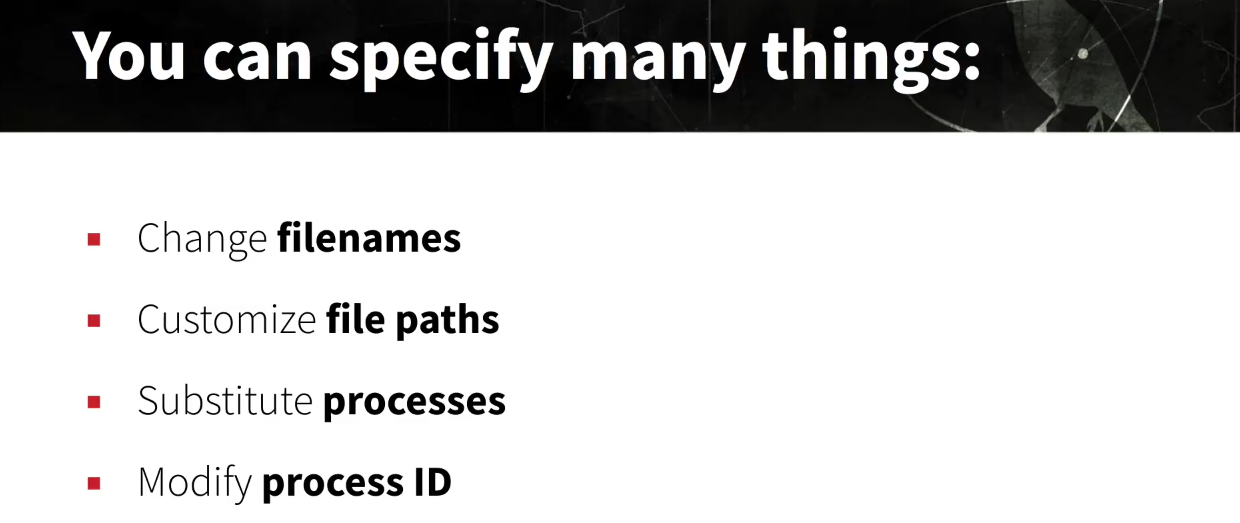 You can specify many things:
Change filenames
Customize file paths
Substitute processes
Modify process ID